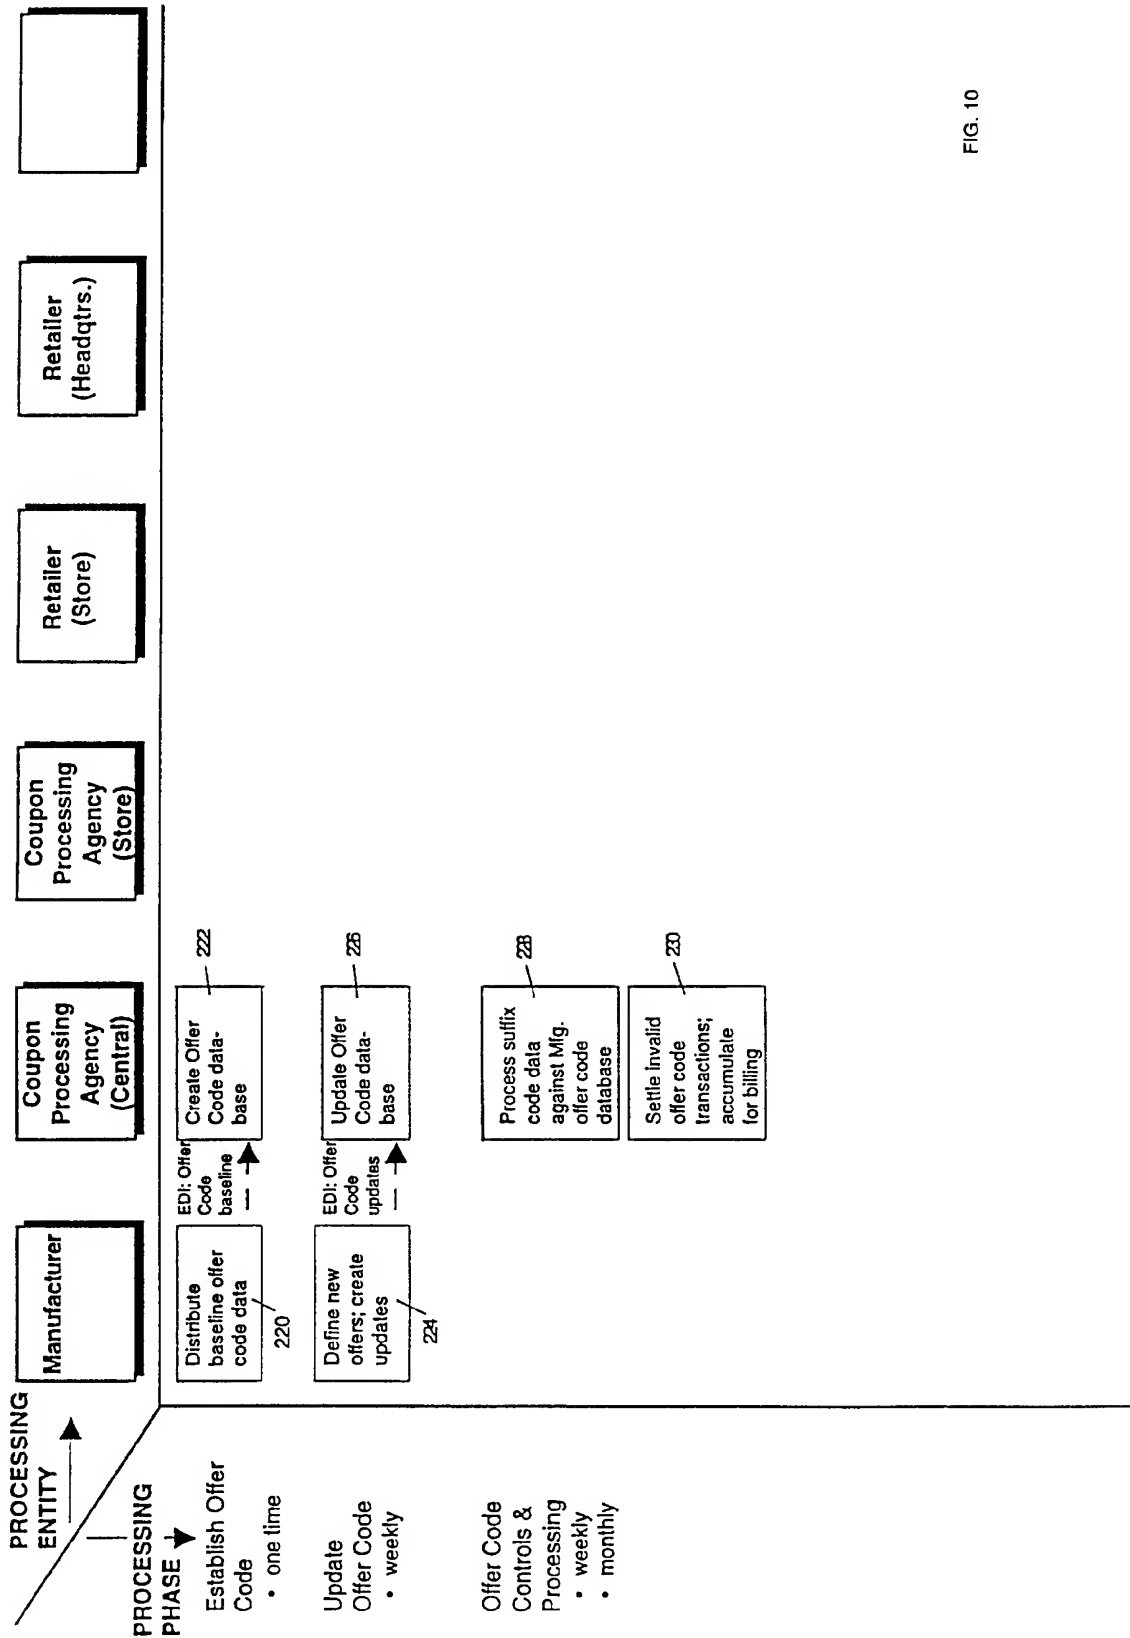 PROCESSING
ENTITY
PROCESSING
PHASE
Manufacturer
Coupon
Processing
Agency
(Central)
Coupon
Processing
Agency
(Store)
Retailer
(Store)
Retailer
(Headqtrs.)
Establish Offer
Code
• one time
Distribute
baseline offer
code data
220
EDI: Offer
Code
baseline
Create Offer
Code data-
base
222
Update
Offer Code
• weekly
Define new
offers; create
updates
224
EDI: Offer
Code
updates
Update Offer
Code data-
base
226
Offer Code
Controls &
Processing
• weekly
• monthly
Process suffix
code data
against Mfg.
offer code
database
228
Settle invalid
offer code
transactions;
accumulate
for billing
230
FIG. 10